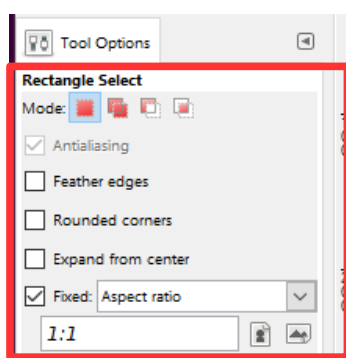 Tool Options
Rectangle Select
Mode:
Antialiasing
Feather edges
Rounded corners
Expand from center
Fixed: Aspect ratio
1:1